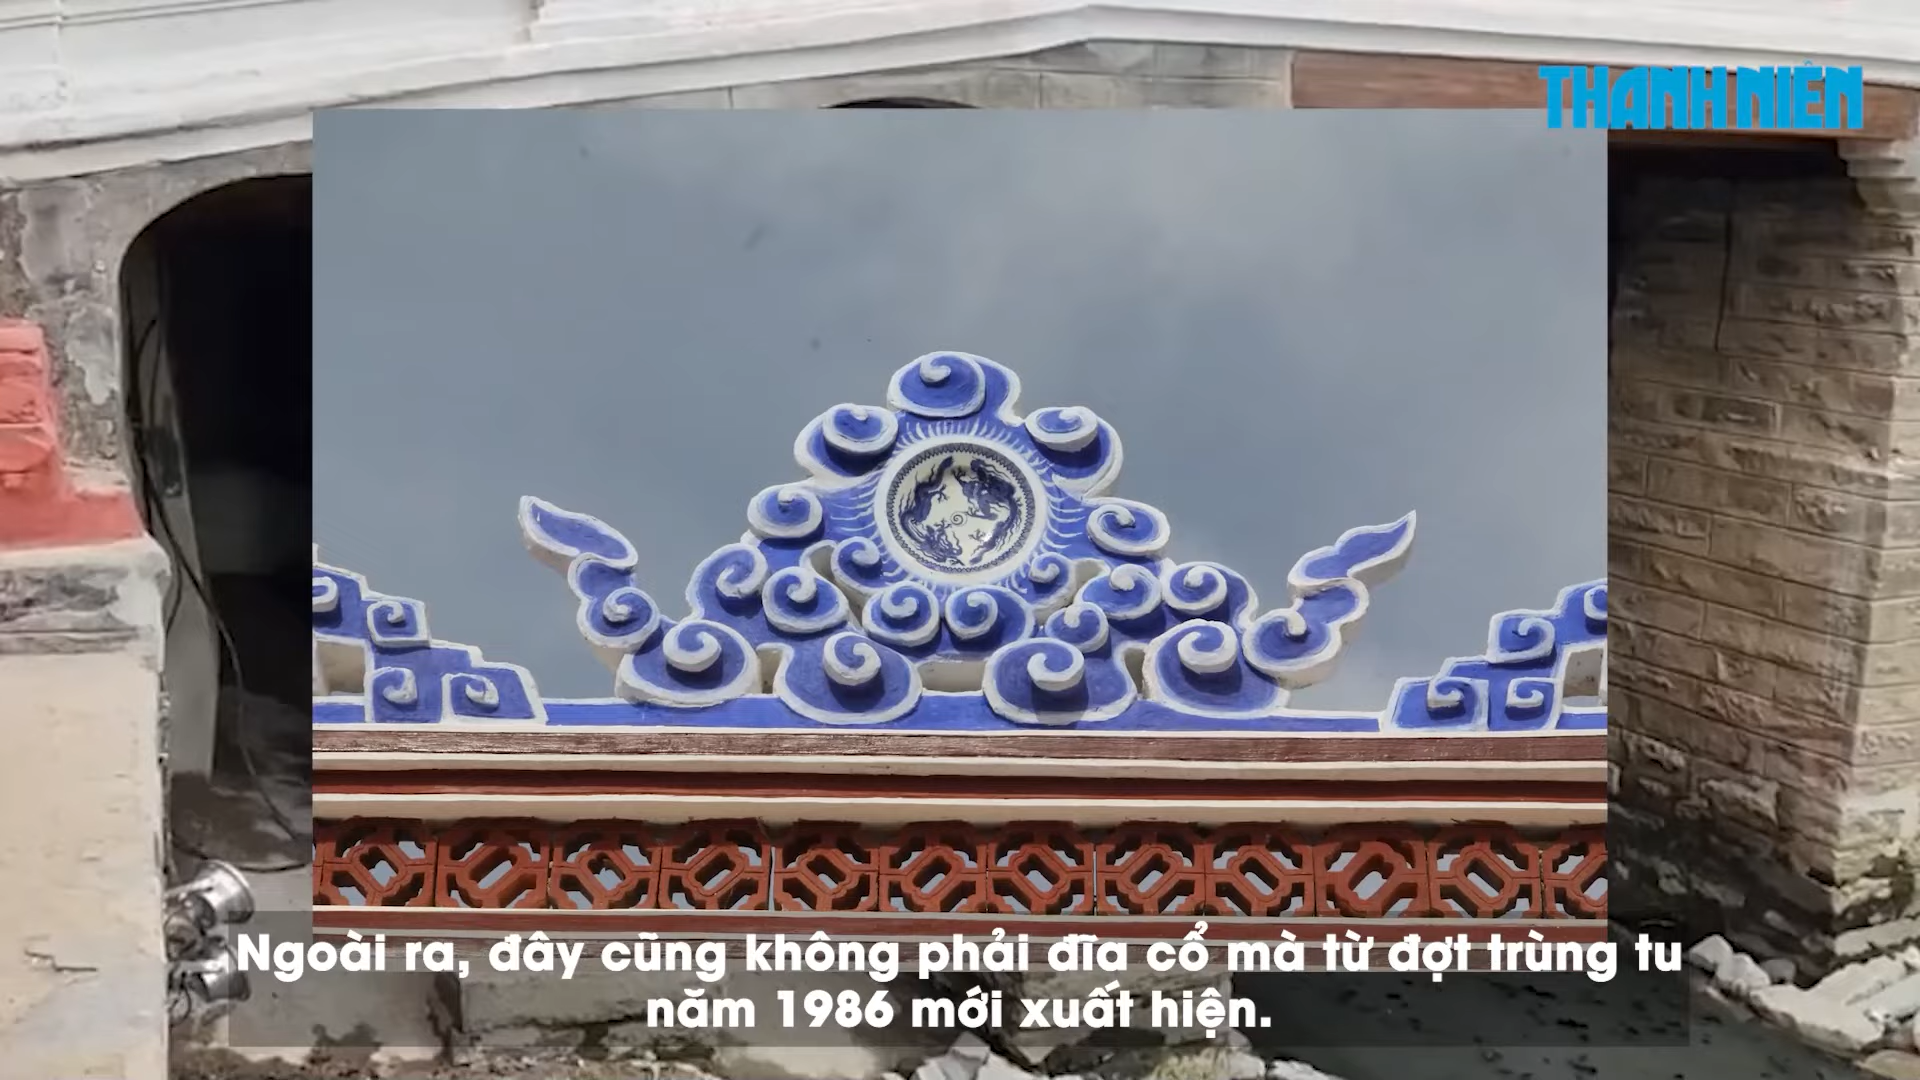 THANH NIÊN
Ngoài ra, đây cũng không phải đĩa cổ mà từ đợt trùng tu
năm 1986 mới xuất hiện.